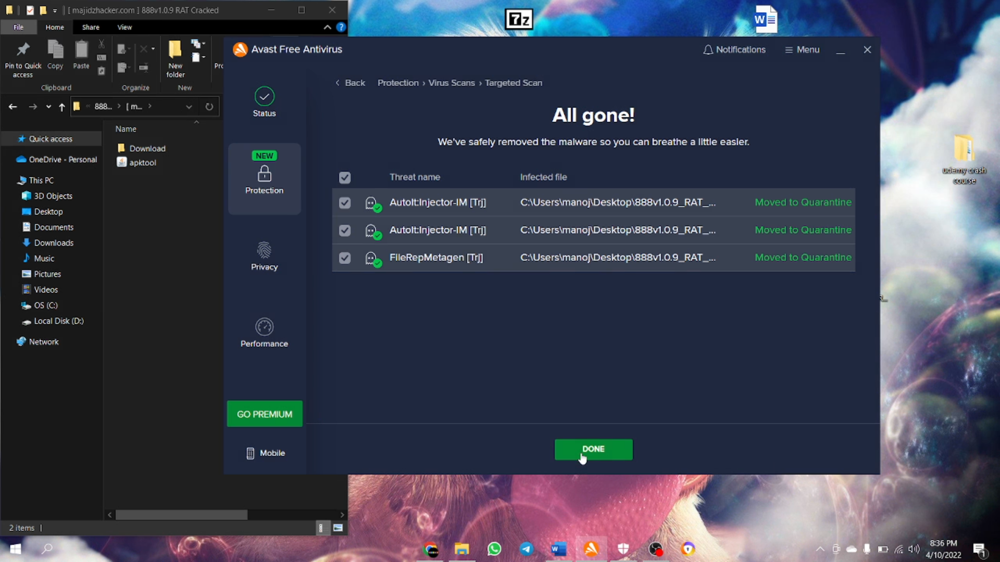 [ majidzhacker.com ] 888v1.0.9 RAT Cracked
File
Home
Share
View
Pin to Quick access
Copy
Paste
New folder
Clipboard
Organize
New
888...
[ m...
Name
Quick access
OneDrive - Personal
This PC
3D Objects
Desktop
Documents
Downloads
Music
Pictures
Videos
OS (C:)
Local Disk (D:)
Network
Download
apktool
2 items
7z
W
udemy crash
course
Avast Free Antivirus
Notifications
Menu
Status
NEW
Protection
Privacy
Performance
GO PREMIUM
Mobile
Back Protection › Virus Scans › Targeted Scan
All gone!
We've safely removed the malware so you can breathe a little easier.
Threat name Infected file
AutoIt:Injector-IM [Trj] C:\Users\manoj\Desktop\888v1.0.9_RAT_... Moved to Quarantine
AutoIt:Injector-IM [Trj] C:\Users\manoj\Desktop\888v1.0.9_RAT_... Moved to Quarantine
FileRepMetagen [Trj] C:\Users\manoj\Desktop\888v1.0.9_RAT_... Moved to Quarantine
DONE
W
8:36 PM
4/10/2022
1